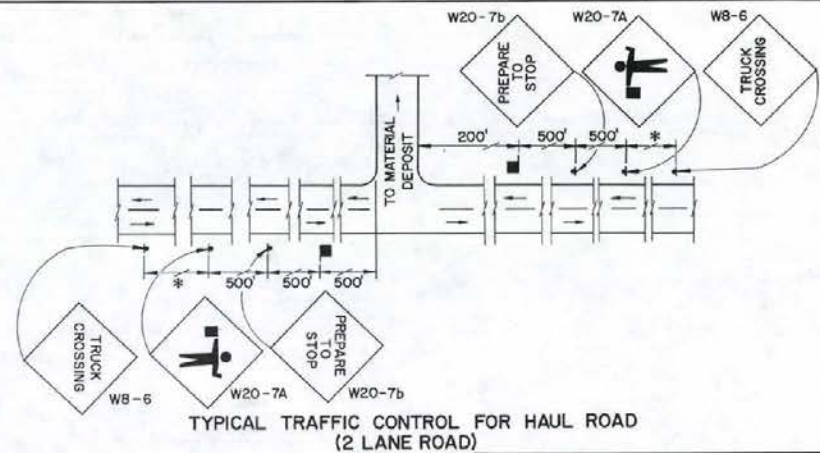 W20-7b
W20-7A
W8-6
PREPARE
TO
STOP
TRUCK
CROSSING
200'
500'
500'
*
TO MATERIAL
DEPOSIT
*
500'
500'
500'
TRUCK
CROSSING
W8-6
W20-7A
PREPARE
TO
STOP
W20-7b
TYPICAL TRAFFIC CONTROL FOR HAUL ROAD
(2 LANE ROAD)